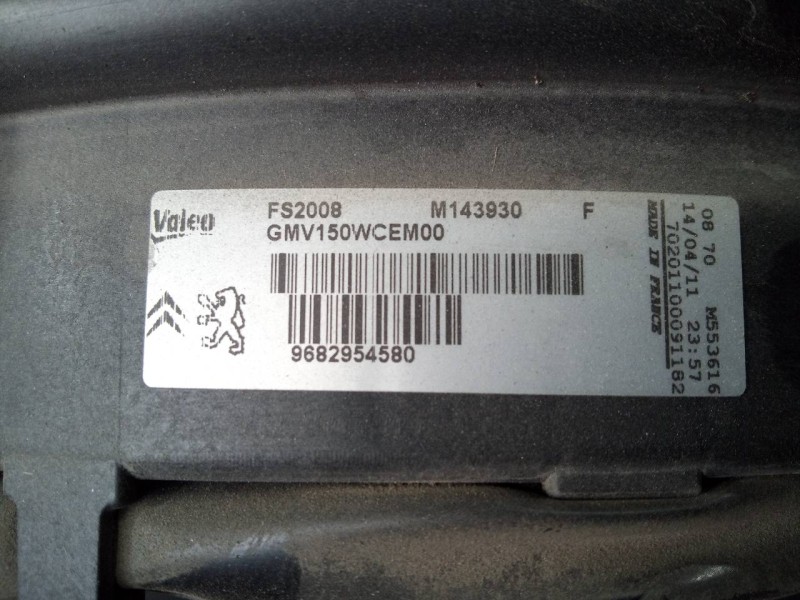 Valeo
FS2008 M143930 F
GMV150WCEM00
9682954580
08 70 M553616
14/04/11 23:57
70201100091182
MADE IN FRANCE